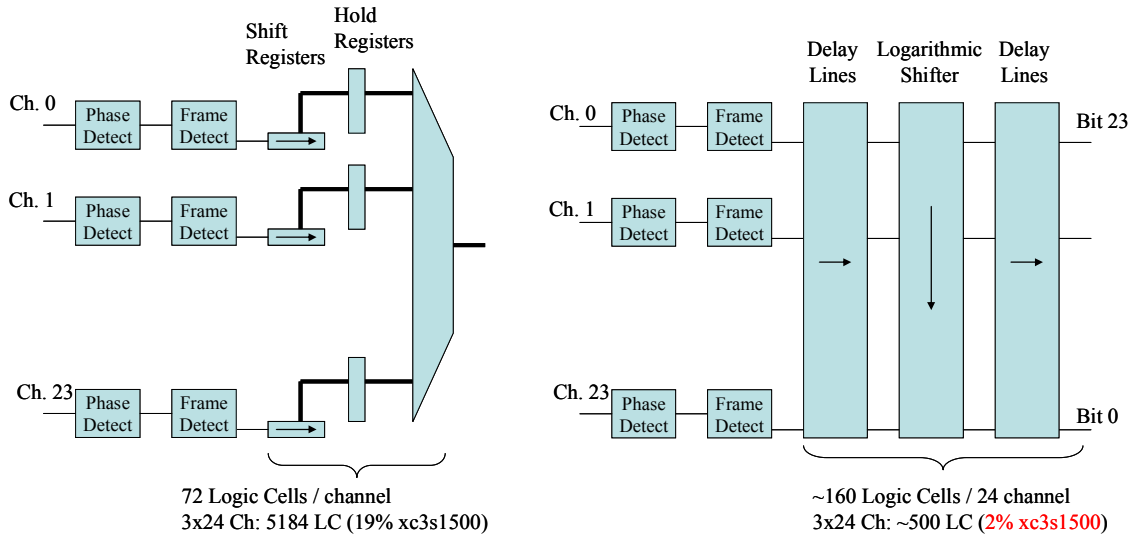 Shift
Registers
Hold
Registers
Ch. 0
Phase
Detect
Frame
Detect
Ch. 1
Phase
Detect
Frame
Detect
Ch. 23
Phase
Detect
Frame
Detect
72 Logic Cells / channel
3x24 Ch: 5184 LC (19% xc3s1500)
Delay
Lines
Logarithmic
Shifter
Delay
Lines
Ch. 0
Phase
Detect
Frame
Detect
Bit 23
Ch. 1
Phase
Detect
Frame
Detect
Ch. 23
Phase
Detect
Frame
Detect
Bit 0
~160 Logic Cells / 24 channel
3x24 Ch: ~500 LC (2% xc3s1500)